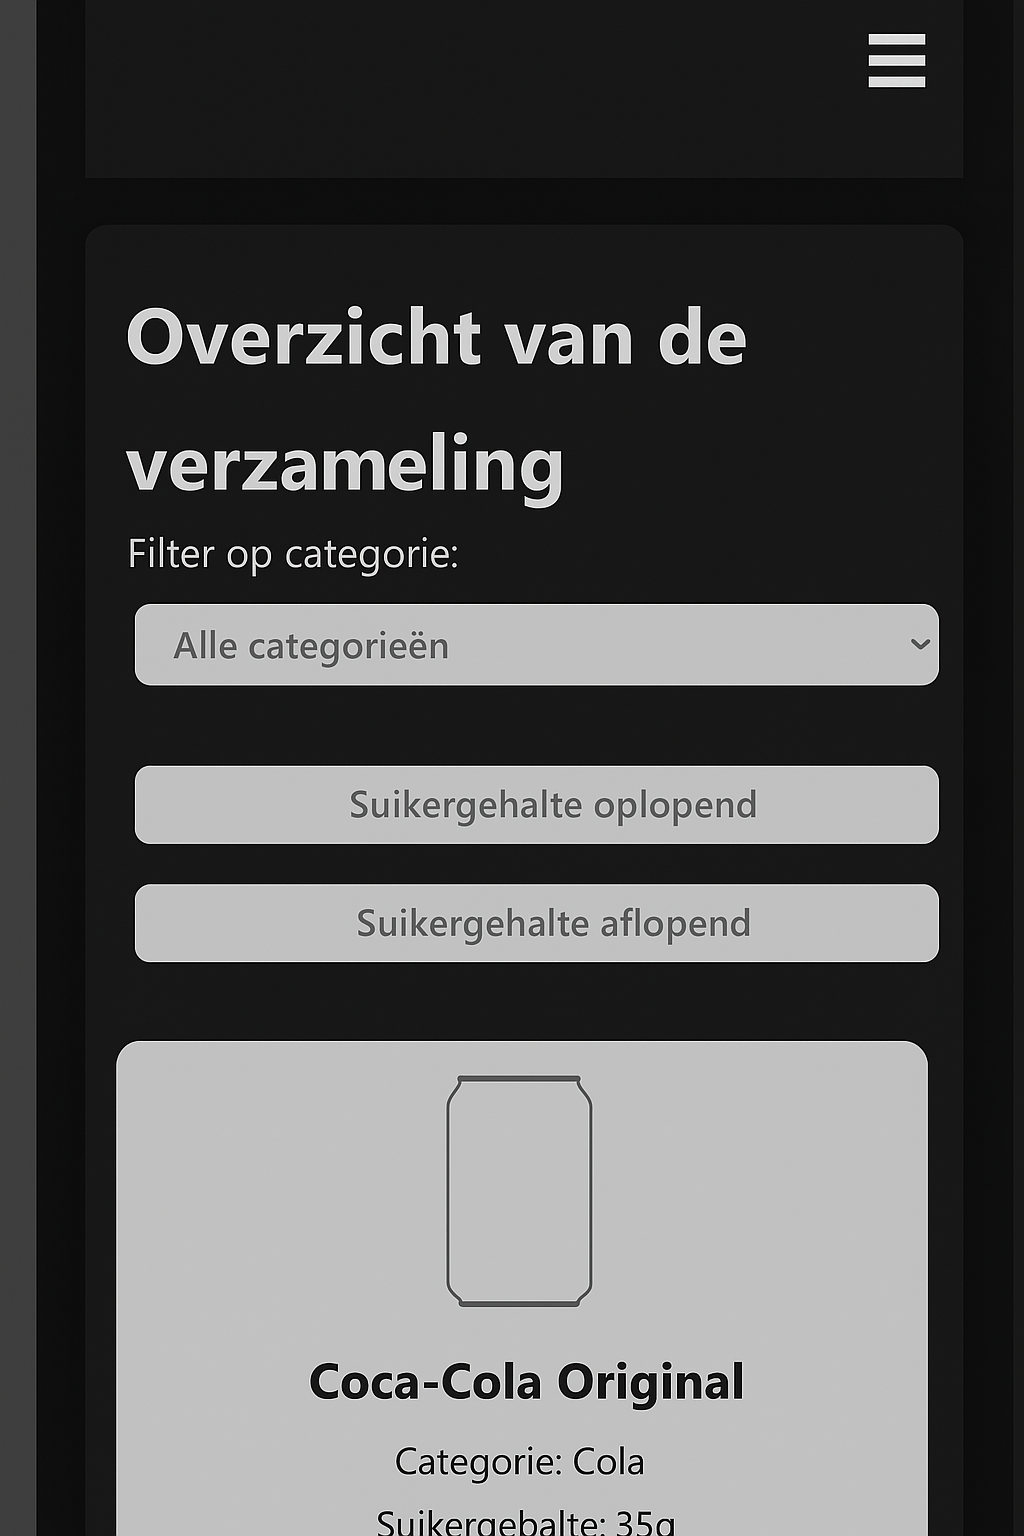 Overzicht van de
verzameling
Filter op categorie:
Alle categorieën
Suikergehalte oplopend
Suikergehalte aflopend
Coca-Cola Original
Categorie: Cola
Suikergebalte: 35g